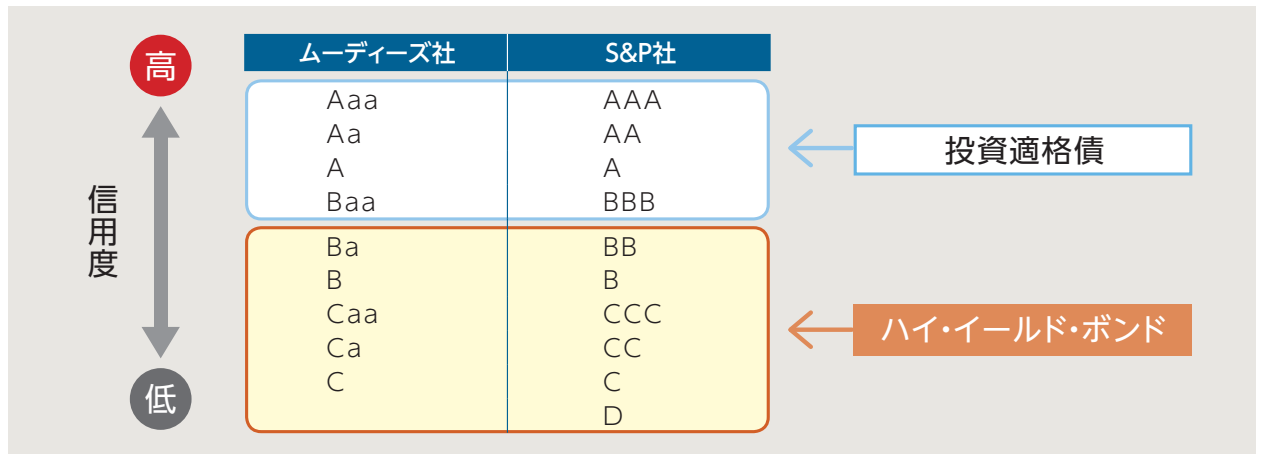 高
信用度
低
ムーディーズ社 S&P社
Aaa AAA
Aa AA
A A
Baa BBB
投資適格債
Ba BB
B B
Caa CCC
Ca CC
C C
D
ハイ・イールド・ボンド